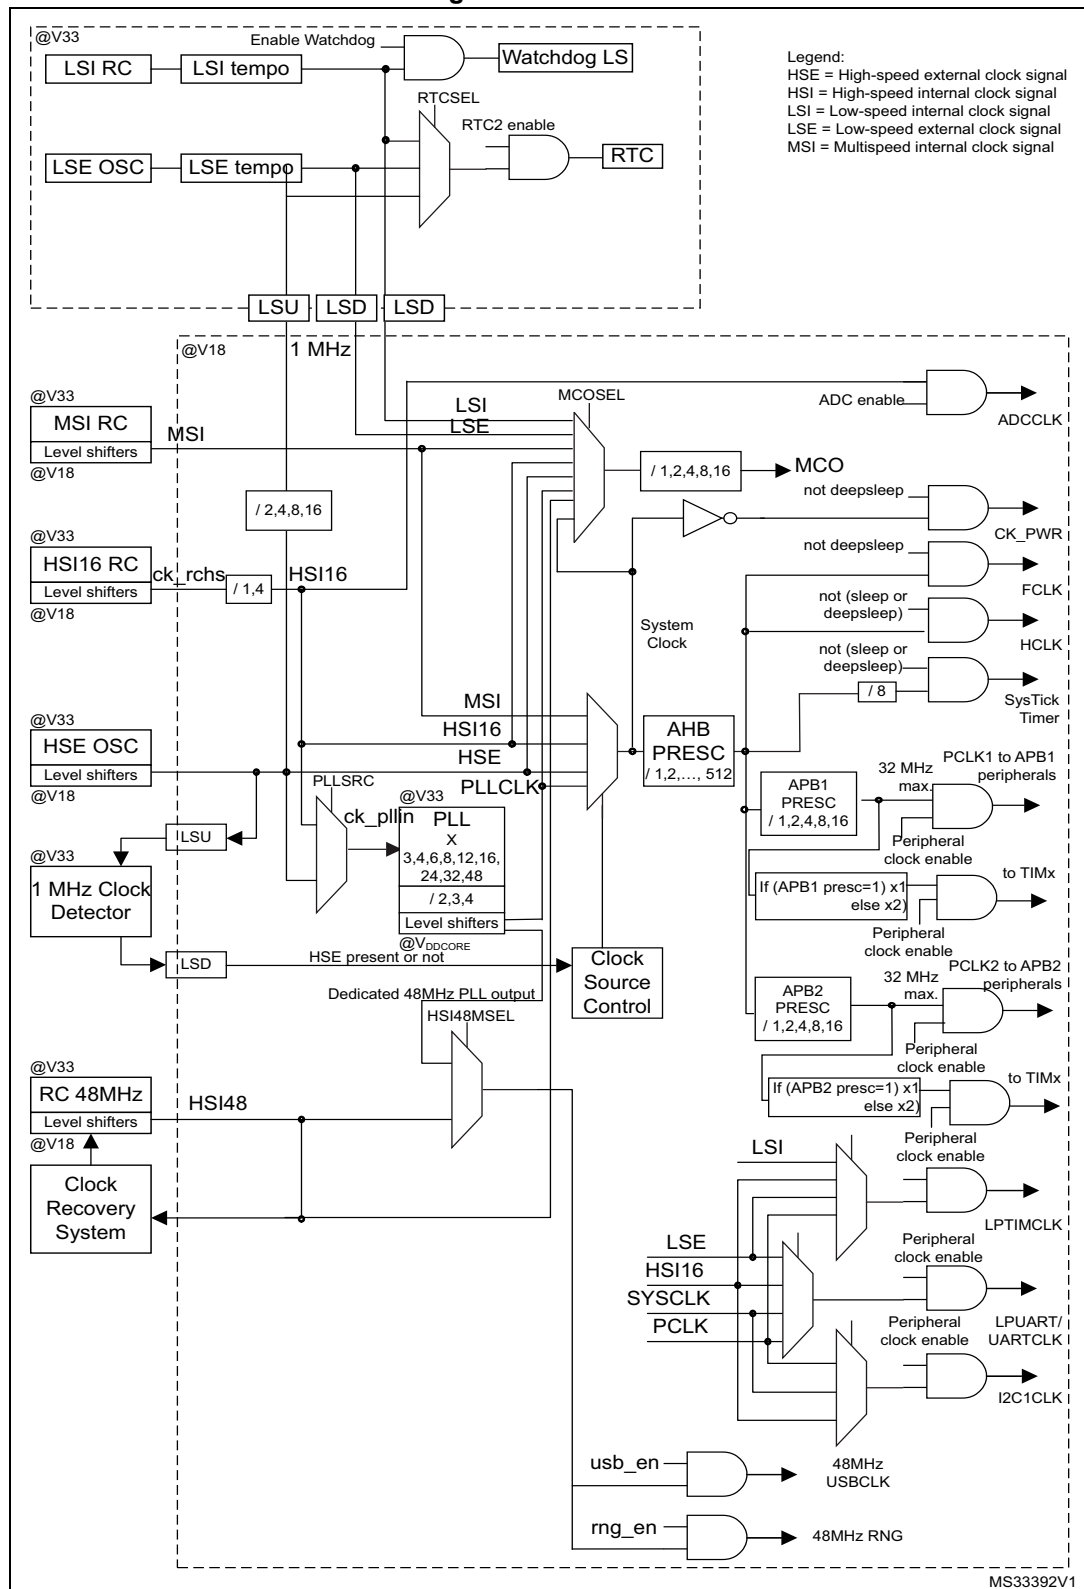 @V33
Enable Watchdog
Watchdog LS
LSI RC
LSI tempo
Legend:
HSE = High-speed external clock signal
HSI = High-speed internal clock signal
LSI = Low-speed internal clock signal
LSE = Low-speed external clock signal
MSI = Multispeed internal clock signal
RTCSEL
RTC2 enable
RTC
LSE OSC
LSE tempo
LSU
LSD
LSD
@V18
1 MHz
@V33
MSI RC
Level shifters
@V18
MSI
LSI
LSE
MCOSEL
ADC enable
ADCCLK
/ 1,2,4,8,16
MCO
/ 2,4,8,16
not deepsleep
CK_PWR
@V33
HSI16 RC
Level shifters
@V18
ck_rchs
/ 1,4
HSI16
not deepsleep
FCLK
System
Clock
not (sleep or
deepsleep)
HCLK
not (sleep or
deepsleep)
/ 8
SysTick
Timer
@V33
HSE OSC
Level shifters
@V18
MSI
HSI16
HSE
PLLCLK
AHB
PRESC
/ 1,2,…, 512
PLLSRC
ck_pllin
@V33
PLL
X
3,4,6,8,12,16,
24,32,48
/ 2,3,4
Level shifters
@VDDCORE
APB1
PRESC
/ 1,2,4,8,16
32 MHz
max.
PCLK1 to APB1
peripherals
Peripheral
clock enable
If (APB1 presc=1) x1
else x2)
to TIMx
Peripheral
clock enable
LSU
@V33
1 MHz Clock
Detector
LSD
HSE present or not
Clock
Source
Control
Dedicated 48MHz PLL output
HSI48MSEL
APB2
PRESC
/ 1,2,4,8,16
32 MHz
max.
PCLK2 to APB2
peripherals
Peripheral
clock enable
If (APB2 presc=1) x1
else x2)
to TIMx
Peripheral
clock enable
@V33
RC 48MHz
Level shifters
@V18
HSI48
Clock
Recovery
System
LSI
LPTIMCLK
LSE
HSI16
SYSCLK
PCLK
Peripheral
clock enable
LPUART/
UARTCLK
Peripheral
clock enable
I2C1CLK
usb_en
48MHz
USBCLK
rng_en
48MHz RNG
MS33392V1